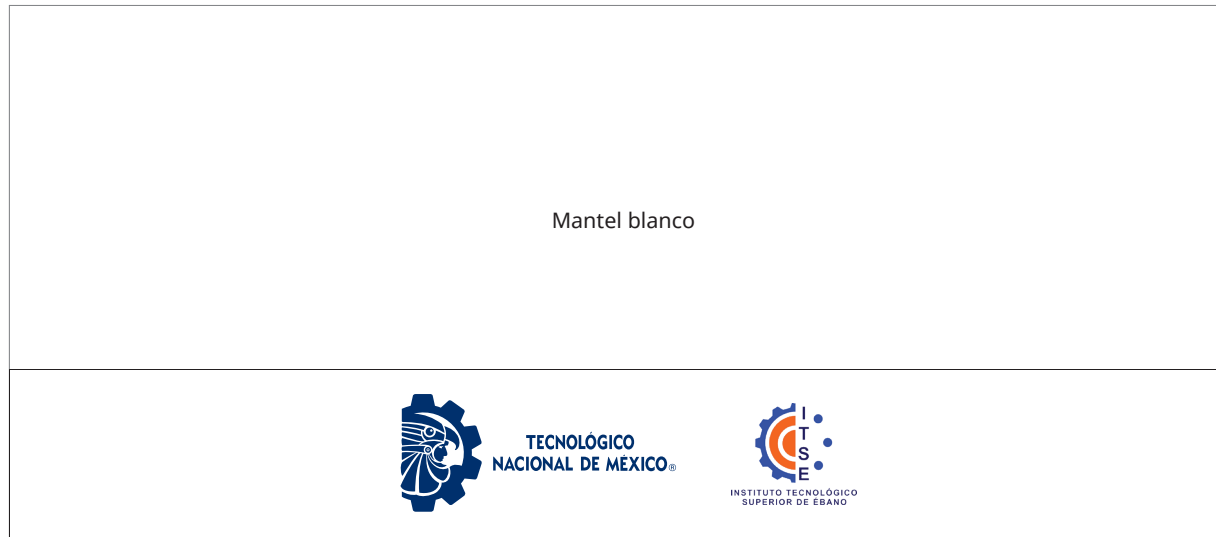 Mantel blanco
TECNOLÓGICO
NACIONAL DE MÉXICO®
I
T
S
E
INSTITUTO TECNOLÓGICO
SUPERIOR DE ÉBANO